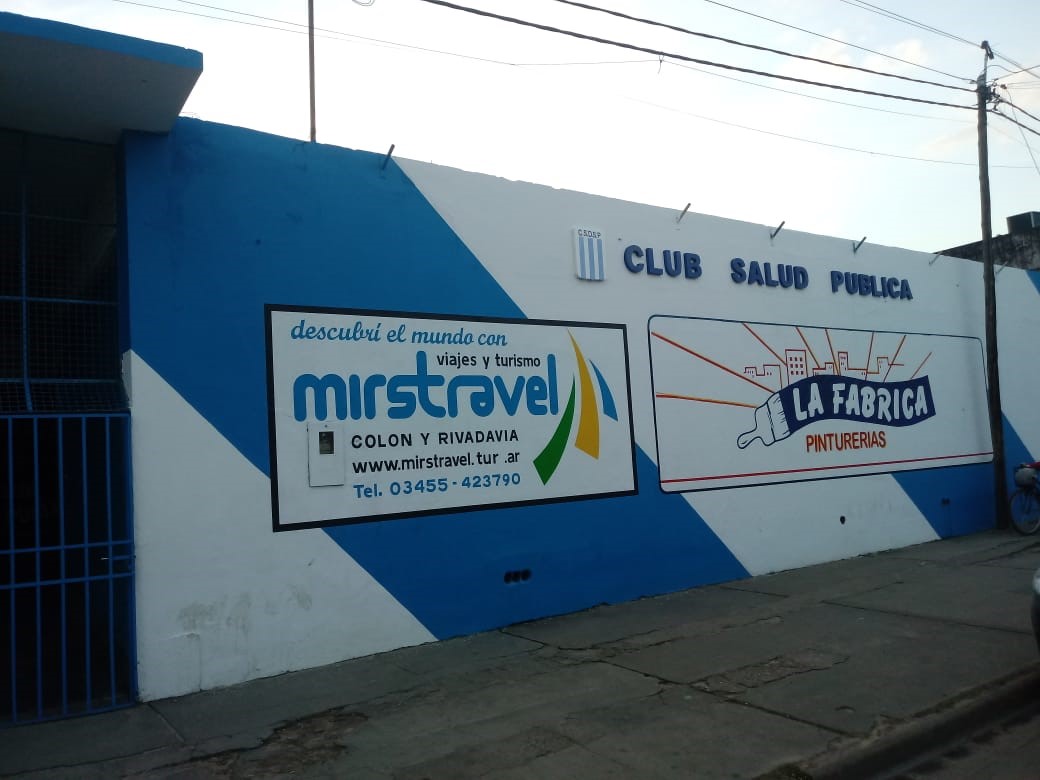 C.S.D.S.P
CLUB SALUD PUBLICA
descubrí el mundo con
viajes y turismo
mirstravel
COLON Y RIVADAVIA
www.mirstravel.tur .ar
Tel. 03455-423790
LA FABRICA
PINTURERIAS